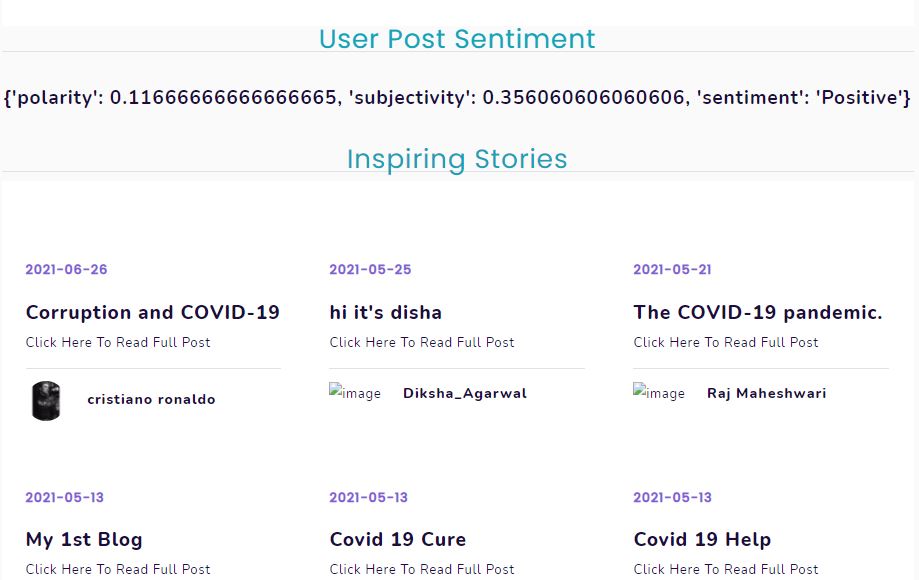 User Post Sentiment
{'polarity': 0.11666666666666665, 'subjectivity': 0.356060606060606, 'sentiment': 'Positive'}
Inspiring Stories
2021-06-26 2021-05-25 2021-05-21
Corruption and COVID-19 hi it's disha The COVID-19 pandemic.
Click Here To Read Full Post Click Here To Read Full Post Click Here To Read Full Post
cristiano ronaldo image Diksha_Agarwal image Raj Maheshwari
2021-05-13 2021-05-13 2021-05-13
My 1st Blog Covid 19 Cure Covid 19 Help
Click Here To Read Full Post Click Here To Read Full Post Click Here To Read Full Post